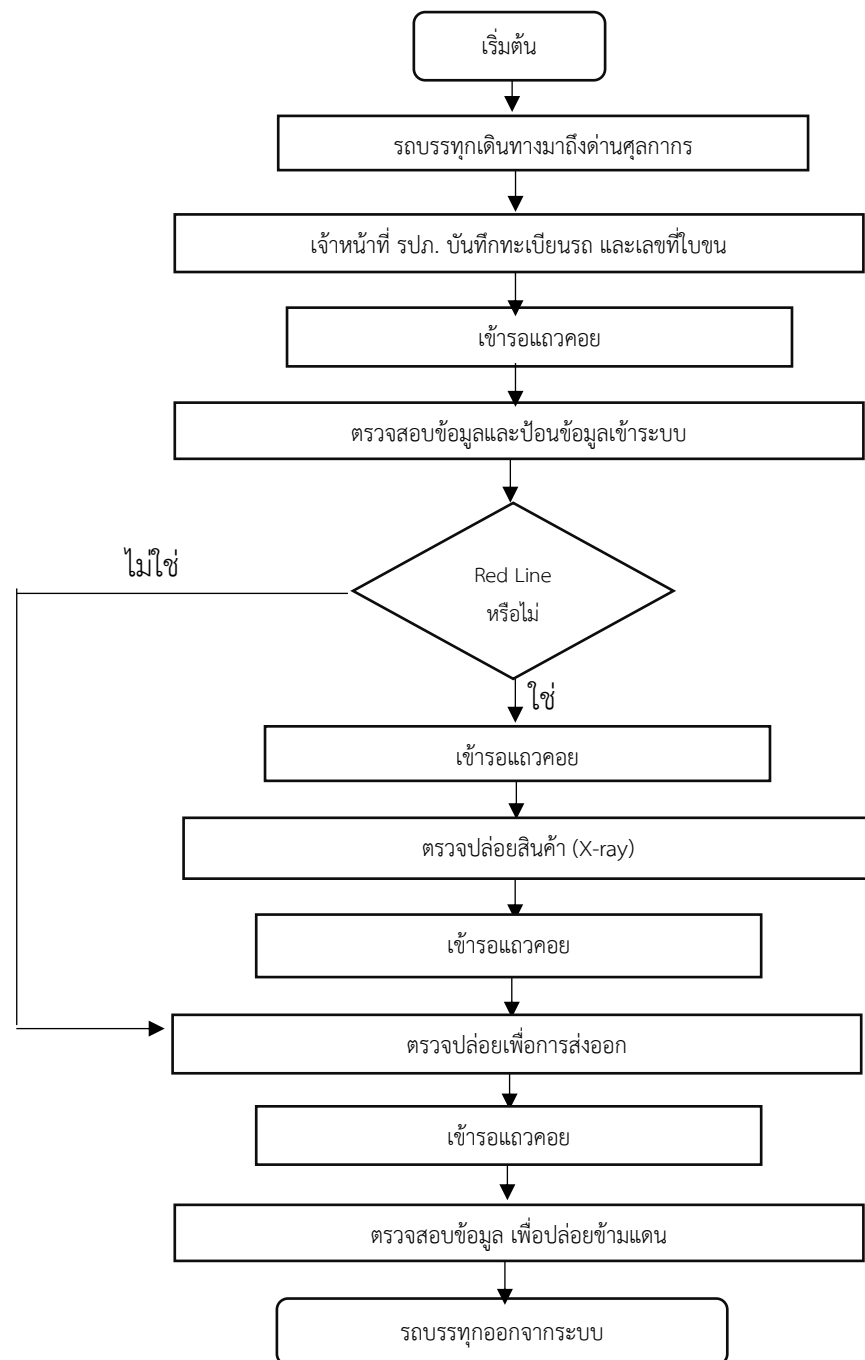 เริ่มต้น
รถบรรทุกเดินทางมาถึงด่านศุลกากร
เจ้าหน้าที่ รปภ. บันทึกทะเบียนรถ และเลขที่ใบขน
เข้ารอแถวคอย
ตรวจสอบข้อมูลและป้อนข้อมูลเข้าระบบ
ไม่ใช่
Red Line
หรือไม่
ใช่
เข้ารอแถวคอย
ตรวจปล่อยสินค้า (X-ray)
เข้ารอแถวคอย
ตรวจปล่อยเพื่อการส่งออก
เข้ารอแถวคอย
ตรวจสอบข้อมูล เพื่อปล่อยข้ามแดน
รถบรรทุกออกจากระบบ